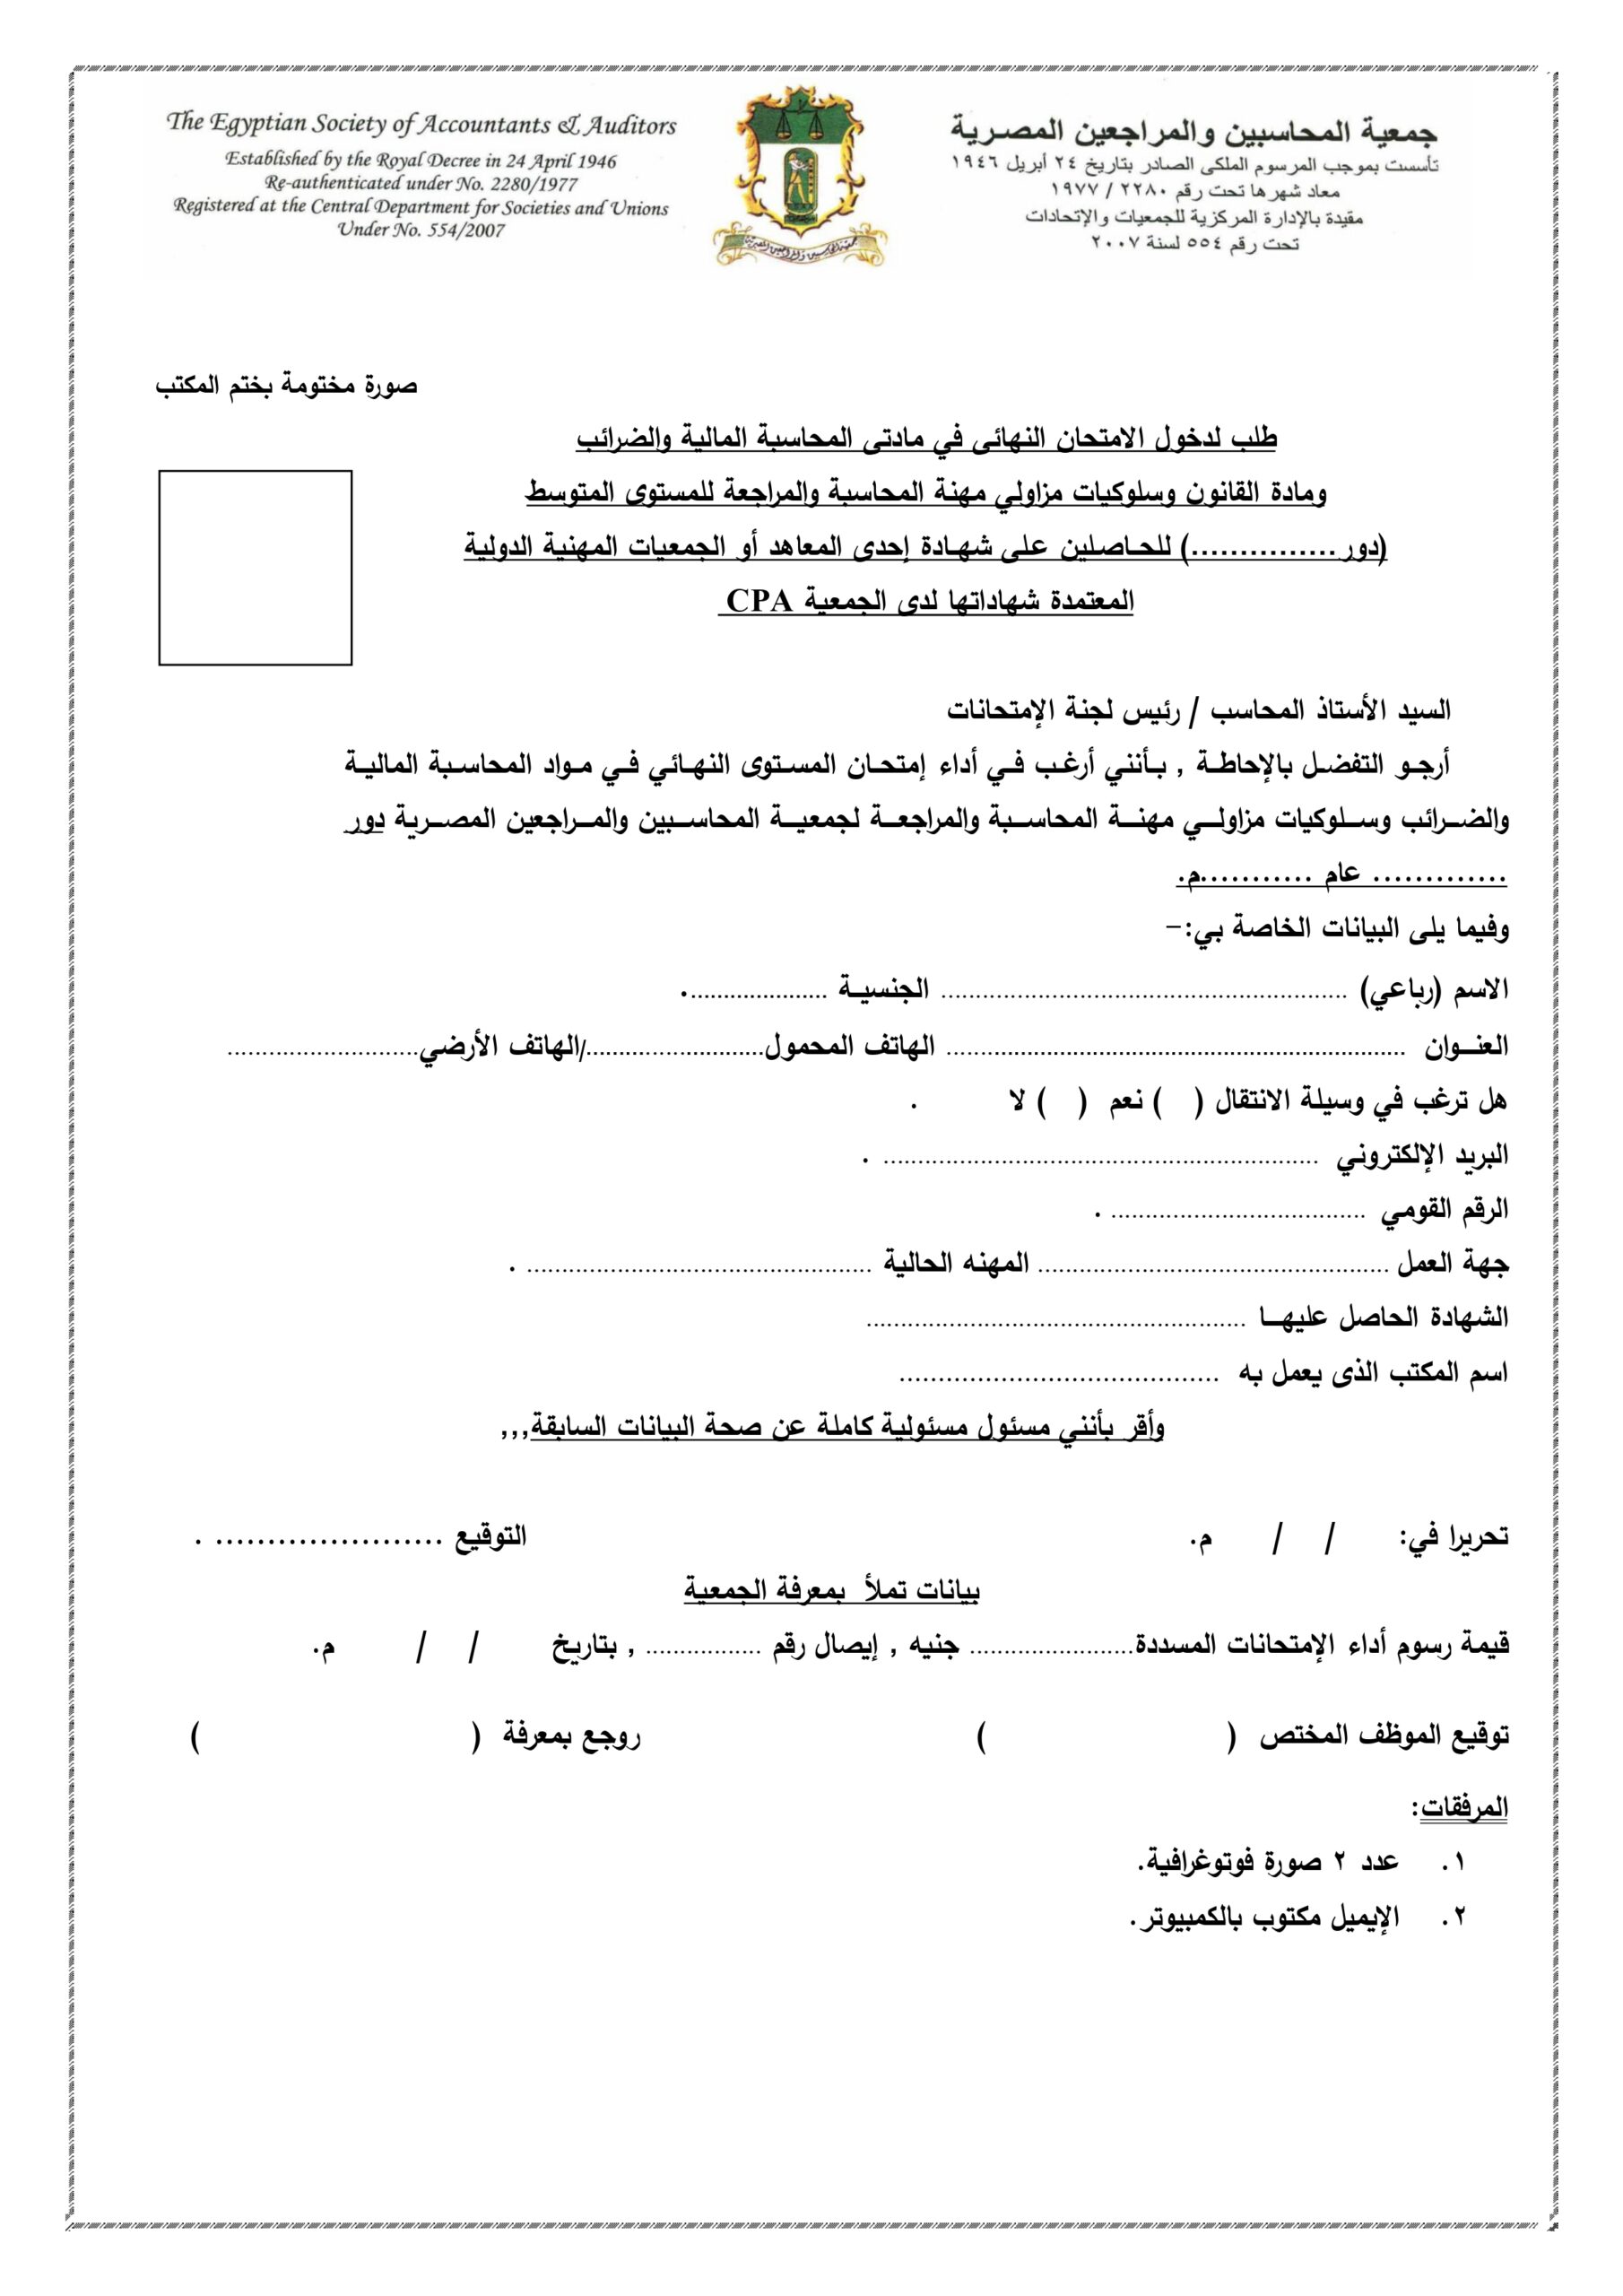 The Egyptian Society of Accountants & Auditors
Established by the Royal Decree in 24 April 1946
Re-authenticated under No. 2280/1977
Registered at the Central Department for Societies and Unions
Under No. 554/2007
جمعية المحاسبين والمراجعين المصرية
تأسست بموجب المرسوم الملكى الصادر بتاريخ ٢٤ أبريل ١٩٤٦
معاد شهرها تحت رقم ٢٢٨٠ / ١٩٧٧
مقيدة بالإدارة المركزية للجمعيات والإتحادات
تحت رقم ٥٥٤ لسنة ٢٠٠٧
جمعية المحاسبين والمراجعين المصرية
صورة مختومة بختم المكتب
طلب لدخول الامتحان النهائى في مادتى المحاسبة المالية والضرائب
ومادة القانون وسلوكيات مزاولي مهنة المحاسبة والمراجعة للمستوى المتوسط
(دور ...............) للحاصلين على شهادة إحدى المعاهد أو الجمعيات المهنية الدولية
المعتمدة شهاداتها لدى الجمعية CPA
السيد الأستاذ المحاسب / رئيس لجنة الإمتحانات
أرجو التفضل بالإحاطة , بأنني أرغب في أداء إمتحان المستوى النهائي في مواد المحاسبة المالية
والضرائب وسلوكيات مزاولي مهنة المحاسبة والمراجعة لجمعية المحاسبين والمراجعين المصرية دور
............. عام ...........م.
وفيما يلى البيانات الخاصة بي:-
الاسم (رباعي) ........................................................... الجنسية .....................
العنوان .................................................................. الهاتف المحمول........................../الهاتف الأرضي.........................
هل ترغب في وسيلة الانتقال ( ) نعم ( ) لا .
البريد الإلكتروني .............................................................. .
الرقم القومي .................................... .
جهة العمل .................................................. المهنه الحالية ................................................. .
الشهادة الحاصل عليها ......................................................
اسم المكتب الذى يعمل به .........................................
وأقر بأنني مسئول مسئولية كاملة عن صحة البيانات السابقة,,,
تحريرا في: / / م. التوقيع ...................... .
بيانات تملأ بمعرفة الجمعية
قيمة رسوم أداء الإمتحانات المسددة........................ جنيه , إيصال رقم ................. , بتاريخ / / م.
توقيع الموظف المختص ( ) روجع بمعرفة ( )
المرفقات:
١. عدد ٢ صورة فوتوغرافية.
٢. الإيميل مكتوب بالكمبيوتر.